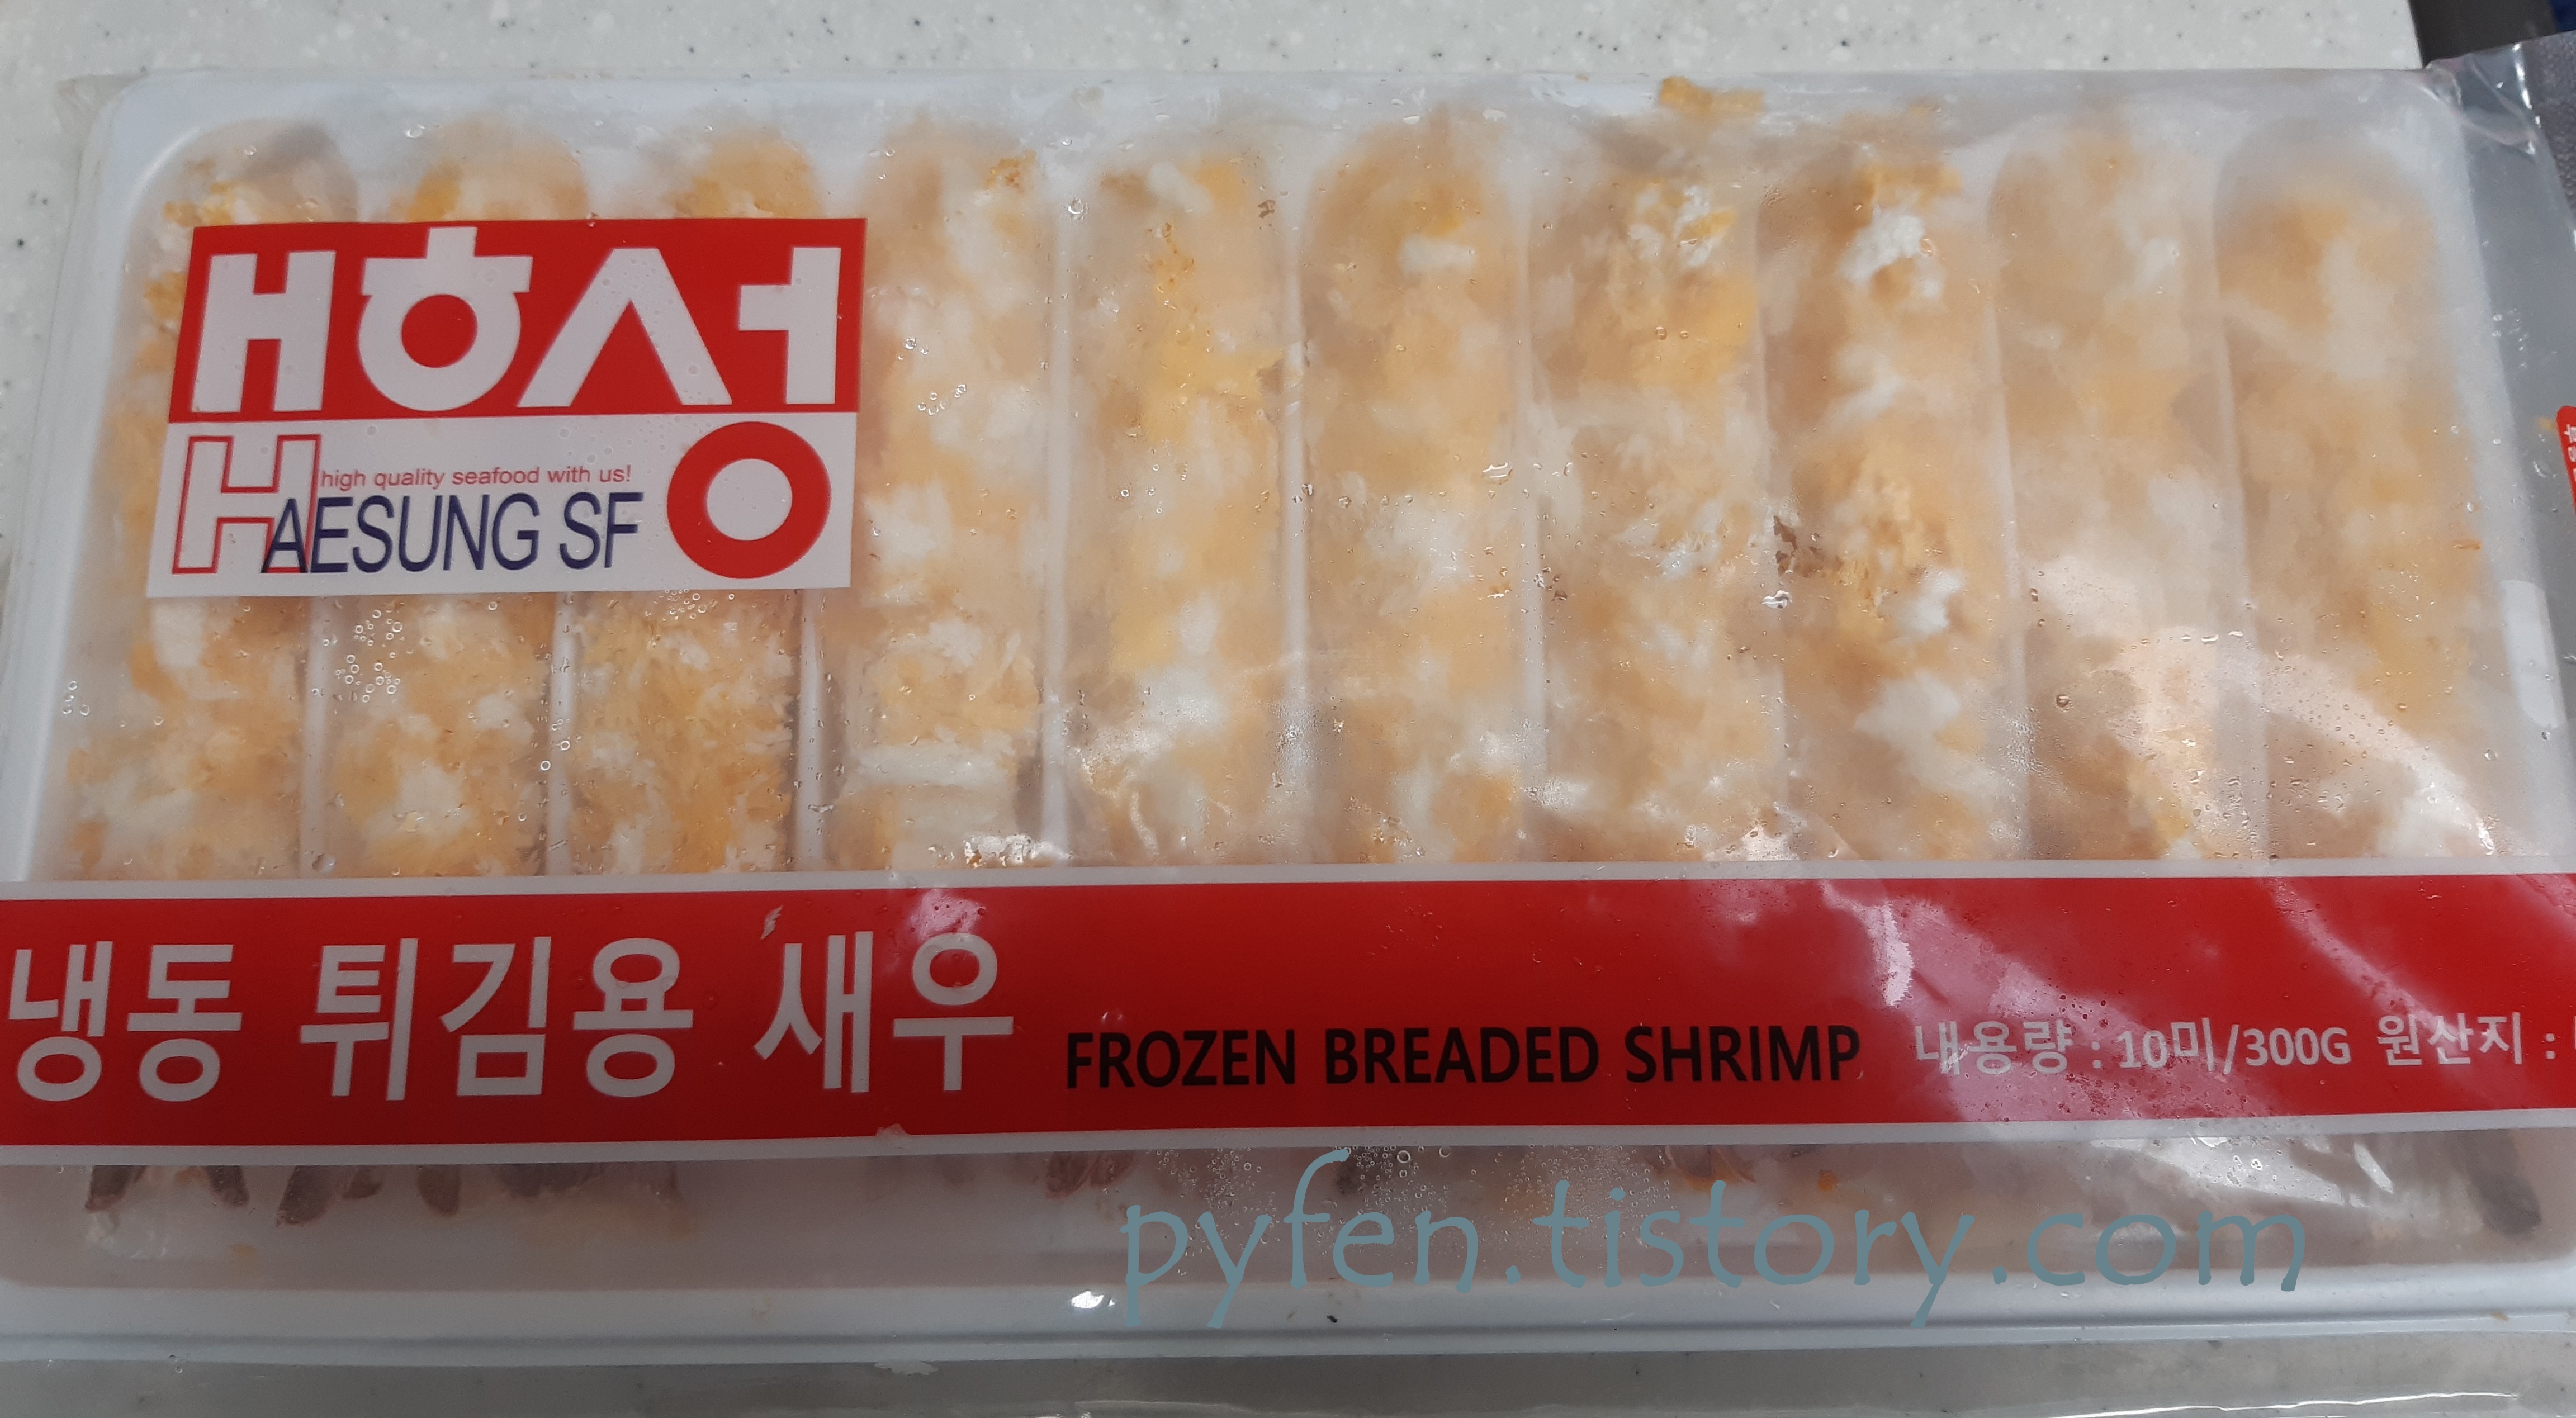 해성
high quality seafood with us!
HAESUNG SF
냉동 튀김용 새우 FROZEN BREADED SHRIMP 내용량 : 10미/300G 원산지 :
pyfen.tistory.com